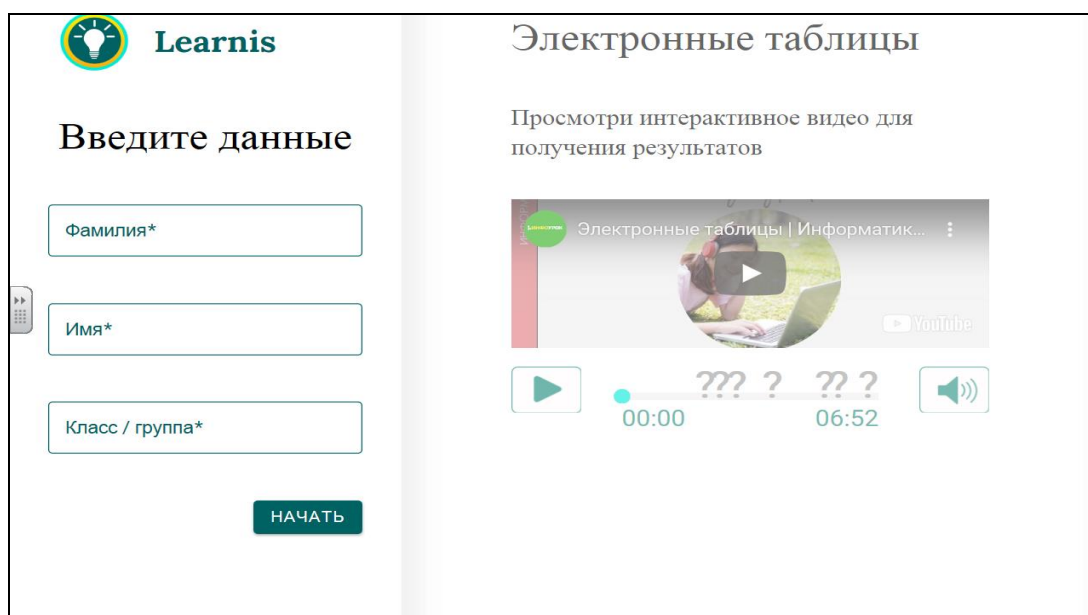 Learnis
Введите данные
Фамилия*
Имя*
Класс / группа*
НАЧАТЬ
Электронные таблицы
Просмотри интерактивное видео для
получения результатов
Электронные таблицы | Информатик...
YouTube
??? ? ?? ?
00:00 06:52